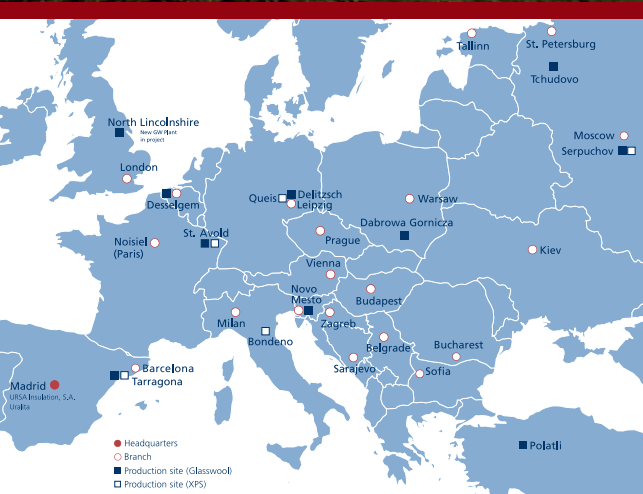 Tallinn
St. Petersburg
Tchudovo
North Lincolnshire
New GW Plant
in project
Moscow
Serpuchov
London
Desselgem
Queis
Delitzsch
Leipzig
Warsaw
Dabrowa Gornicza
St. Avold
Noisiel
(Paris)
Prague
Kiev
Vienna
Novo
Mesto
Budapest
Milan
Bondeno
Zagreb
Belgrade
Bucharest
Sarajevo
Sofia
Barcelona
Tarragona
Madrid
URSA Insulation, S.A.
Uralita
Polatli
Headquarters
Branch
Production site (Glasswool)
Production site (XPS)